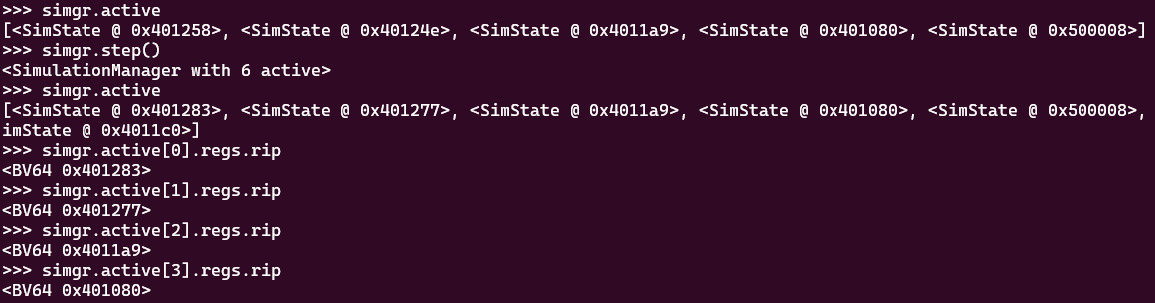 >>> simgr.active
[<SimState @ 0x401258>, <SimState @ 0x40124e>, <SimState @ 0x4011a9>, <SimState @ 0x401080>, <SimState @ 0x500008>]
>>> simgr.step()
<SimulationManager with 6 active>
>>> simgr.active
[<SimState @ 0x401283>, <SimState @ 0x401277>, <SimState @ 0x4011a9>, <SimState @ 0x401080>, <SimState @ 0x500008>,
imState @ 0x4011c0>]
>>> simgr.active[0].regs.rip
<BV64 0x401283>
>>> simgr.active[1].regs.rip
<BV64 0x401277>
>>> simgr.active[2].regs.rip
<BV64 0x4011a9>
>>> simgr.active[3].regs.rip
<BV64 0x401080>